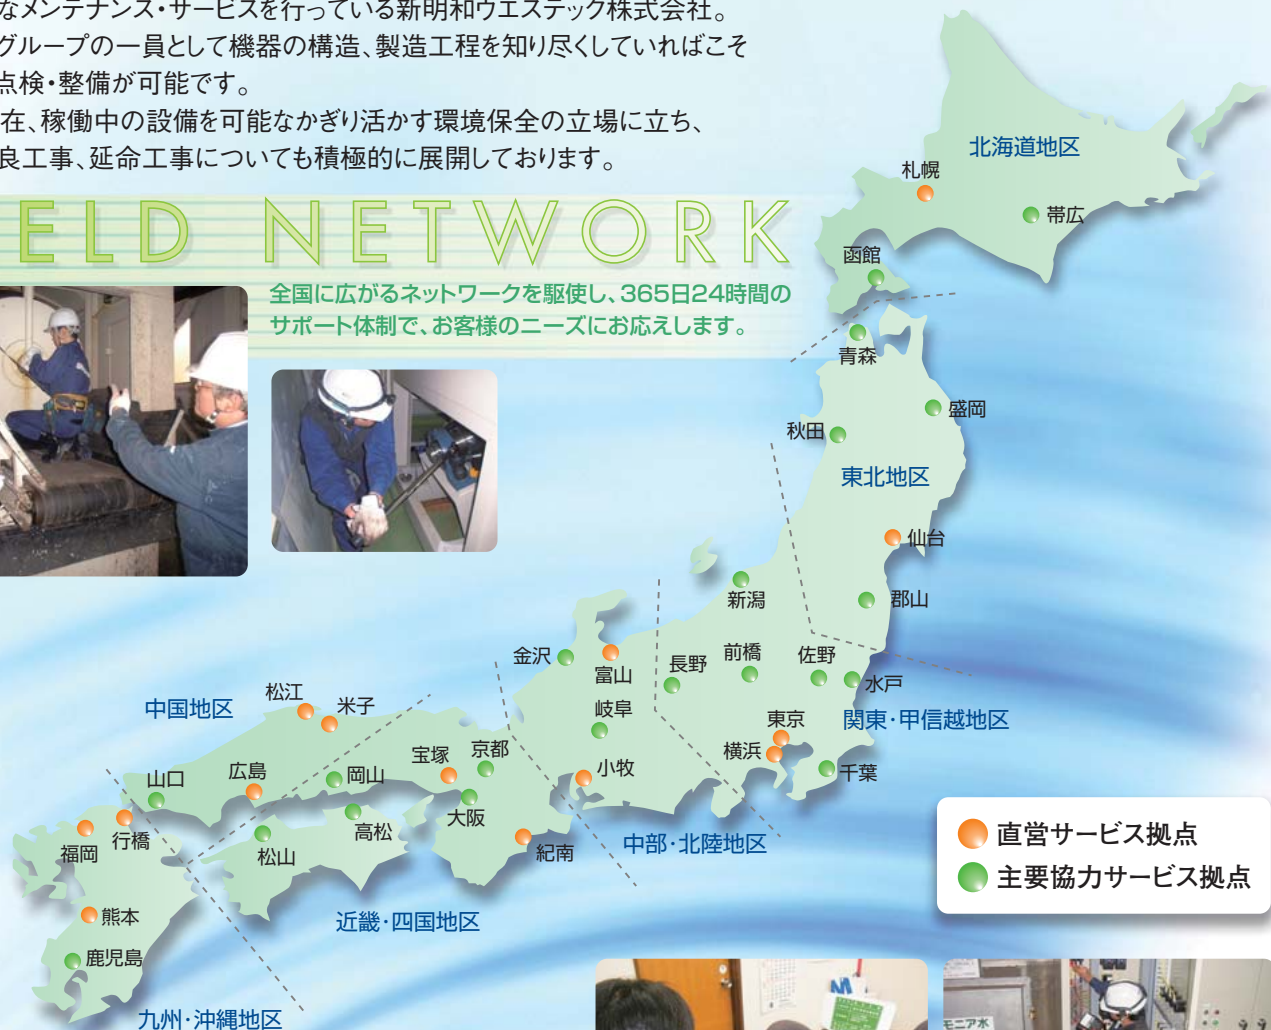 なメンテナンス・サービスを行っている新明和ウエステック株式会社。
グループの一員として機器の構造、製造工程を知り尽くしていればこそ
点検・整備が可能です。
在、稼働中の設備を可能なかぎり活かす環境保全の立場に立ち、
良工事、延命工事についても積極的に展開しております。
ELD NETWORK
全国に広がるネットワークを駆使し、365日24時間の
サポート体制で、お客様のニーズにお応えします。
北海道地区
札幌
帯広
函館
青森
盛岡
秋田
東北地区
仙台
新潟
郡山
金沢
富山
長野
前橋
佐野
水戸
中国地区
松江
米子
岐阜
東京
関東・甲信越地区
横浜
宝塚
京都
小牧
千葉
山口
広島
岡山
大阪
高松
福岡
行橋
松山
紀南
中部・北陸地区
直営サービス拠点
主要協力サービス拠点
熊本
近畿・四国地区
鹿児島
九州・沖縄地区
モニア水